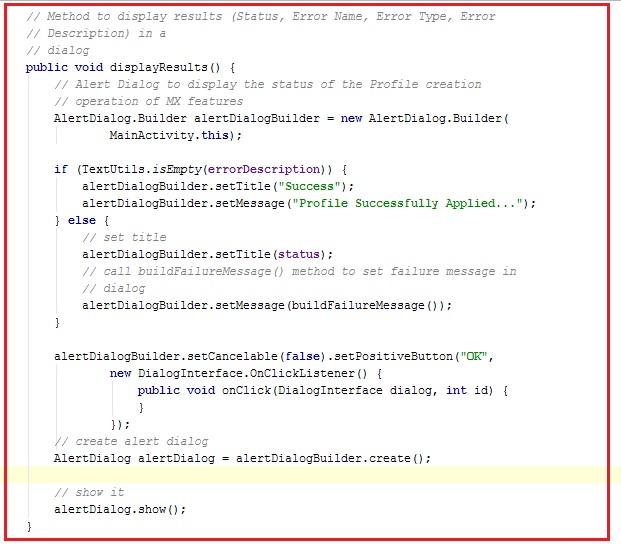 // Method to display results (Status, Error Name, Error Type, Error
// Description) in a
// dialog
public void displayResults() {
    // Alert Dialog to display the status of the Profile creation
    // operation of MX features
    AlertDialog.Builder alertDialogBuilder = new AlertDialog.Builder(
            MainActivity.this);

    if (TextUtils.isEmpty(errorDescription)) {
        alertDialogBuilder.setTitle("Success");
        alertDialogBuilder.setMessage("Profile Successfully Applied...");
    } else {
        // set title
        alertDialogBuilder.setTitle(status);
        // call buildFailureMessage() method to set failure message in
        // dialog
        alertDialogBuilder.setMessage(buildFailureMessage());
    }

    alertDialogBuilder.setCancelable(false).setPositiveButton("OK",
            new DialogInterface.OnClickListener() {
                public void onClick(DialogInterface dialog, int id) {
                }
            });
    // create alert dialog
    AlertDialog alertDialog = alertDialogBuilder.create();

    // show it
    alertDialog.show();
}